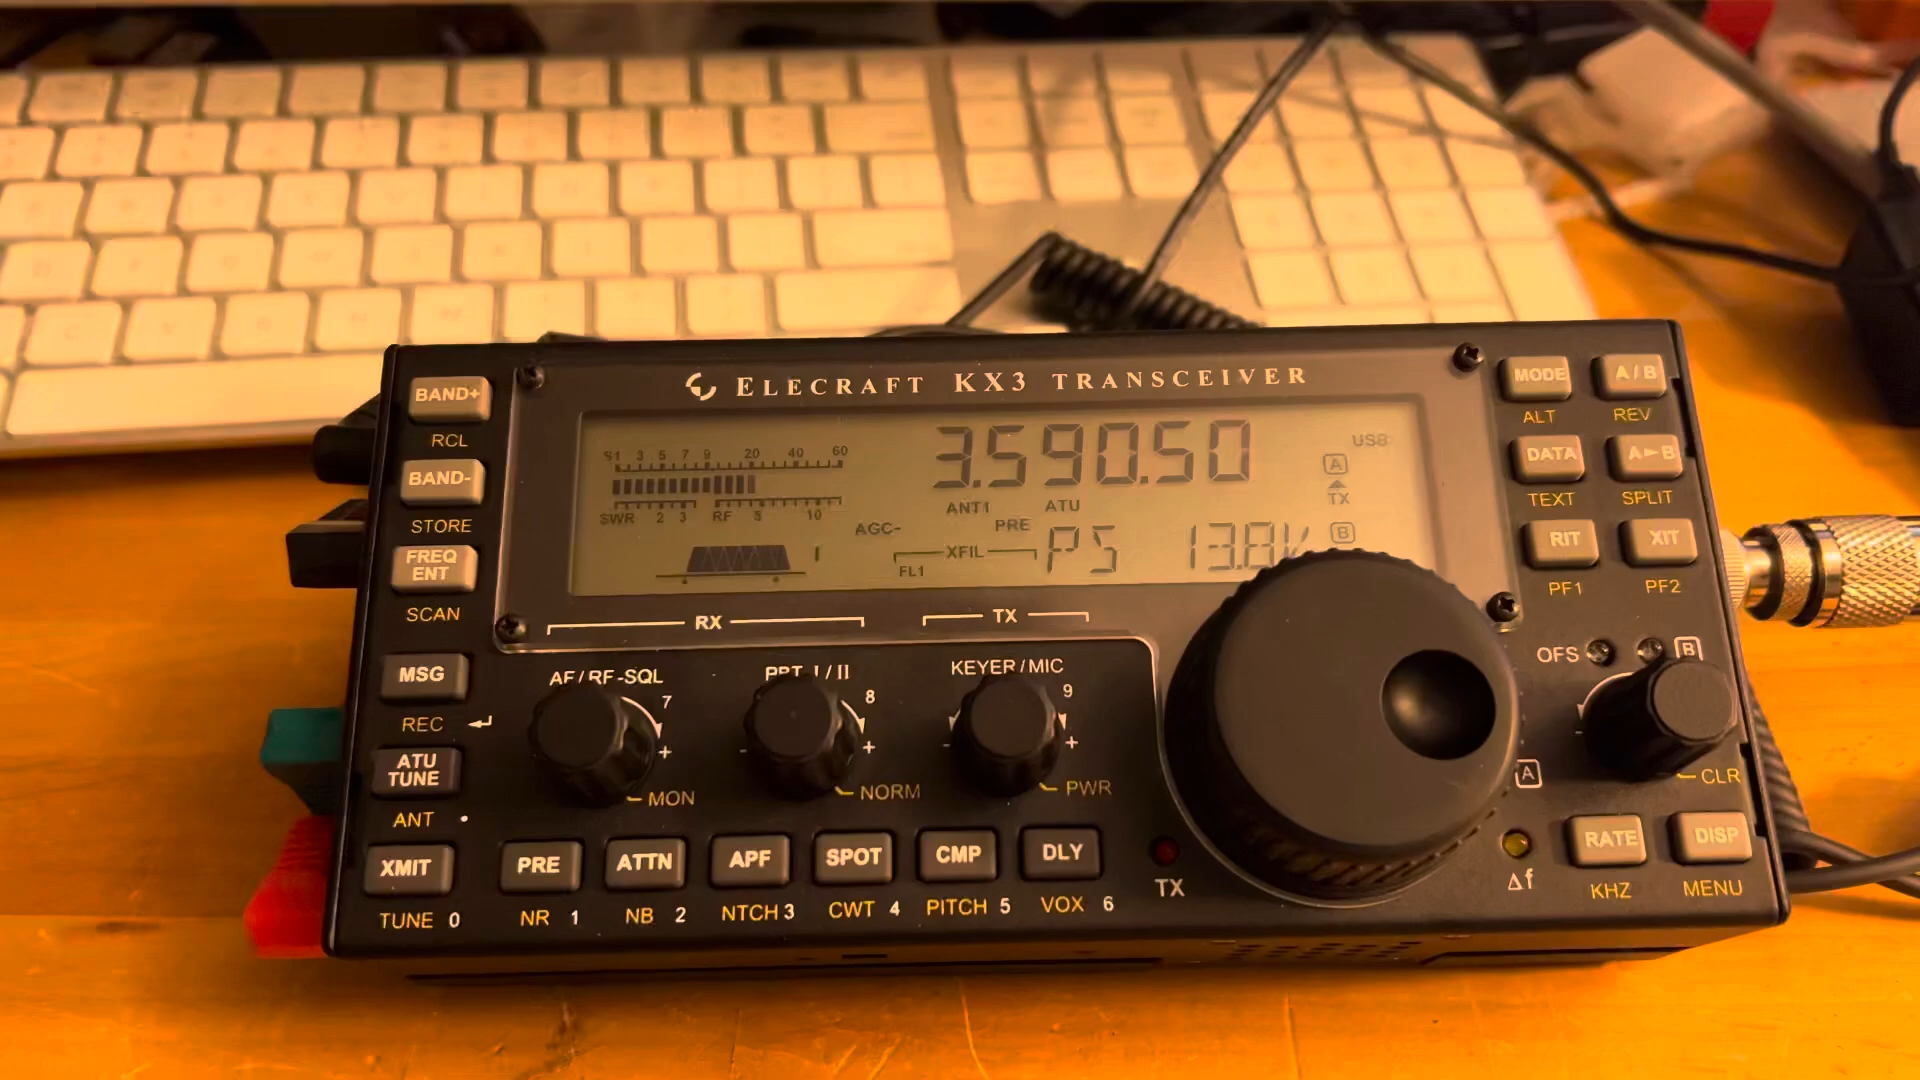 ELECRAFT KX3 TRANSCEIVER
BAND+
RCL
BAND-
STORE
FREQ
ENT
SCAN
MSG
REC
ATU
TUNE
ANT
XMIT
TUNE 0
S1 3 5 7 9 20 40 60
SWR 2 3 RF 5 10
3.590.50
USB
A
TX
B
ANT1
ATU
AGC-
PRE
XFIL
FL1
PS 13.8V
RX
TX
AF/RF-SQL
7
+
MON
PBT I/II
8
- +
NORM
KEYER/MIC
9
- +
PWR
PRE
NR 1
ATTN
NB 2
APF
NTCH 3
SPOT
CWT 4
CMP
PITCH 5
DLY
VOX 6
TX
Δf
MODE
ALT
A/B
REV
DATA
TEXT
A►B
SPLIT
RIT
PF1
XIT
PF2
OFS
B
-
A
CLR
RATE
KHZ
DISP
MENU